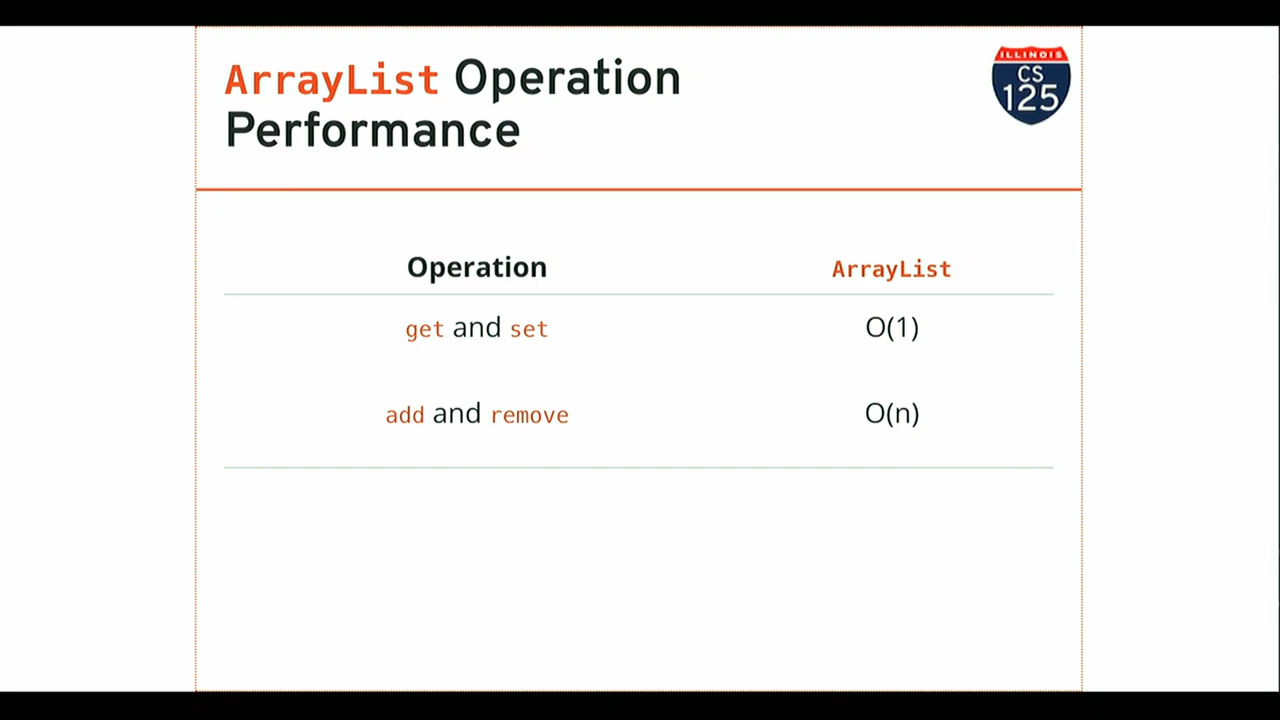 ArrayList Operation
Performance
ILLINOIS
CS
125
Operation ArrayList
get and set O(1)
add and remove O(n)